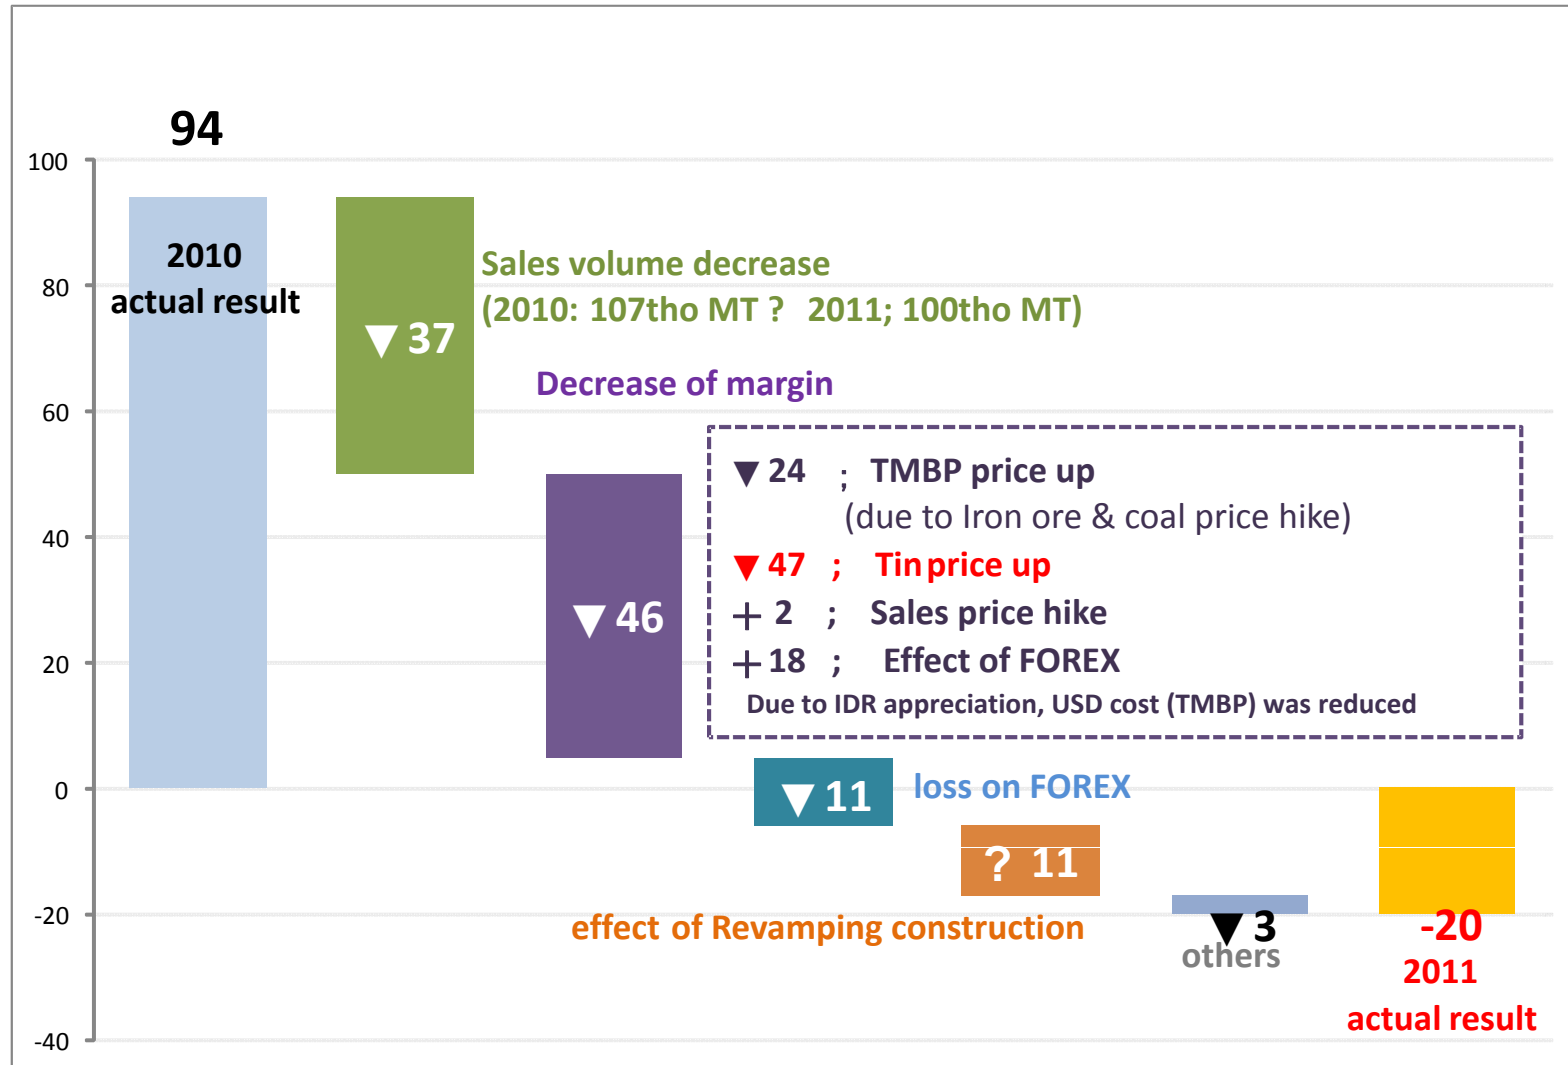 94
100
80
60
40
20
0
-20
-40
2010
actual result
▼ 37
Sales volume decrease
(2010: 107tho MT ? 2011; 100tho MT)
Decrease of margin
▼ 46
▼ 24 ; TMBP price up
(due to Iron ore & coal price hike)
▼ 47 ; Tin price up
+ 2 ; Sales price hike
+ 18 ; Effect of FOREX
Due to IDR appreciation, USD cost (TMBP) was reduced
▼ 11
loss on FOREX
? 11
effect of Revamping construction
▼ 3
others
-20
2011
actual result